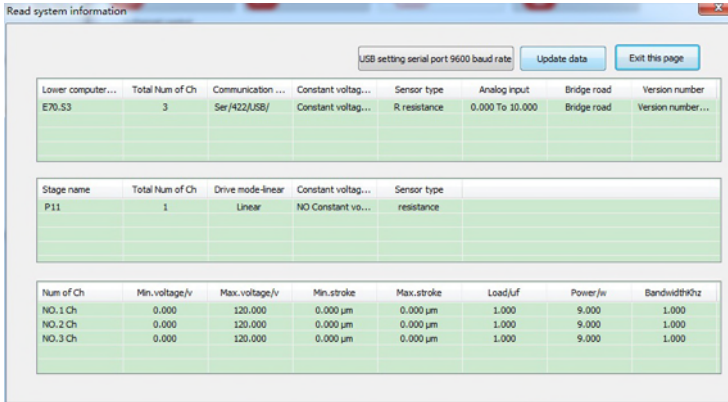 Read system information
USB setting serial port 9600 baud rate Update data Exit this page
Lower computer... Total Num of Ch Communication ... Constant voltag... Sensor type Analog input Bridge road Version number
E70.S3 3 Ser/422/USB/ Constant voltag... R resistance 0.000 To 10.000 Bridge road Version number...
Stage name Total Num of Ch Drive mode-linear Constant voltag... Sensor type
P11 1 Linear NO Constant vo... resistance
Num of Ch Min.voltage/v Max.voltage/v Min.stroke Max.stroke Load/uf Power/w BandwidthKhz
NO.1 Ch 0.000 120.000 0.000 μm 0.000 μm 1.000 9.000 1.000
NO.2 Ch 0.000 120.000 0.000 μm 0.000 μm 1.000 9.000 1.000
NO.3 Ch 0.000 120.000 0.000 μm 0.000 μm 1.000 9.000 1.000